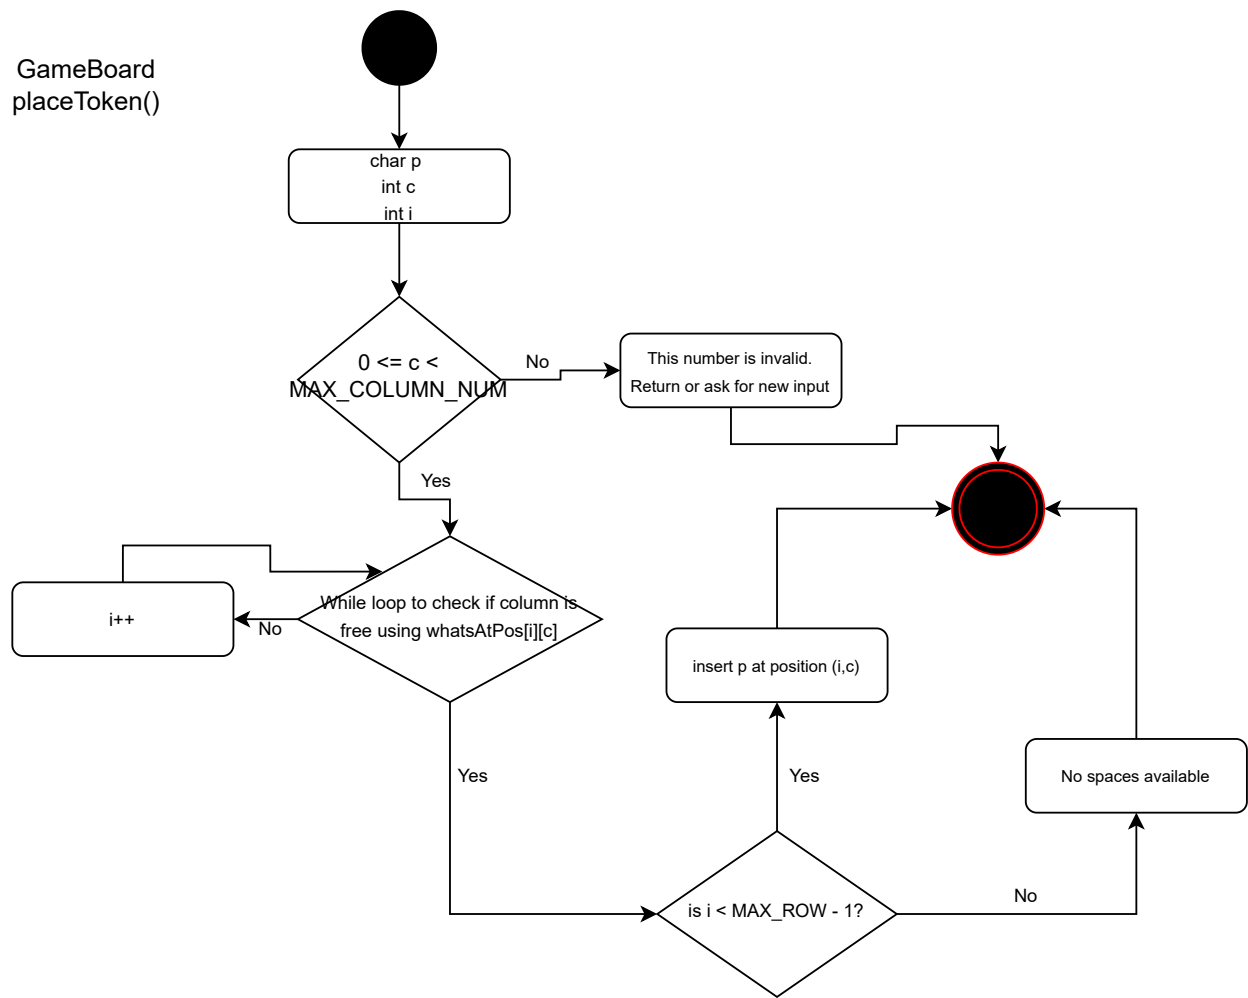 GameBoard
placeToken()
char p
int c
int i
0 <= c <
MAX_COLUMN_NUM
No
This number is invalid.
Return or ask for new input
Yes
While loop to check if column is
free using whatsAtPos[i][c]
No
i++
insert p at position (i,c)
Yes
Yes
No spaces available
is i < MAX_ROW - 1?
No